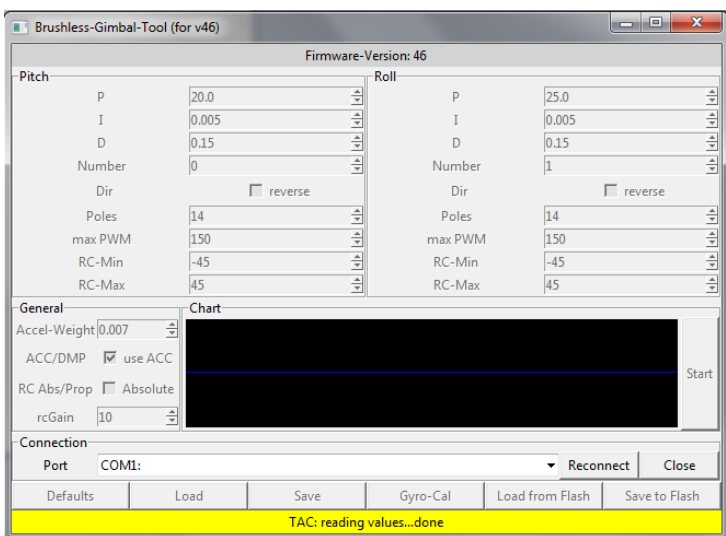 Brushless-Gimbal-Tool (for v46)
Firmware-Version: 46
Pitch
P 20.0
I 0.005
D 0.15
Number 0
Dir reverse
Poles 14
max PWM 150
RC-Min -45
RC-Max 45
Roll
P 25.0
I 0.005
D 0.15
Number 1
Dir reverse
Poles 14
max PWM 150
RC-Min -45
RC-Max 45
General
Accel-Weight 0.007
ACC/DMP use ACC
RC Abs/Prop Absolute
rcGain 10
Chart
Start
Connection
Port COM1: Reconnect Close
Defaults Load Save Gyro-Cal Load from Flash Save to Flash
TAC: reading values...done